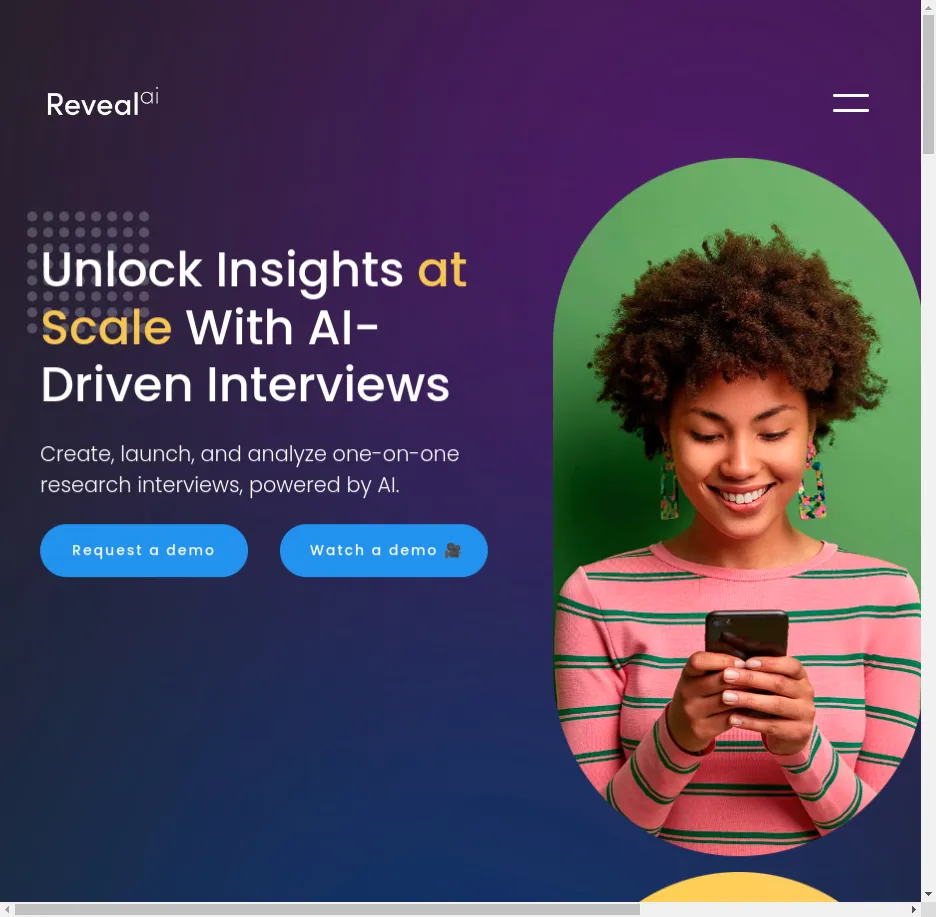 Reveal ai
Unlock Insights at
Scale With AI-
Driven Interviews
Create, launch, and analyze one-on-one
research interviews, powered by AI.
Request a demo
Watch a demo 🎥